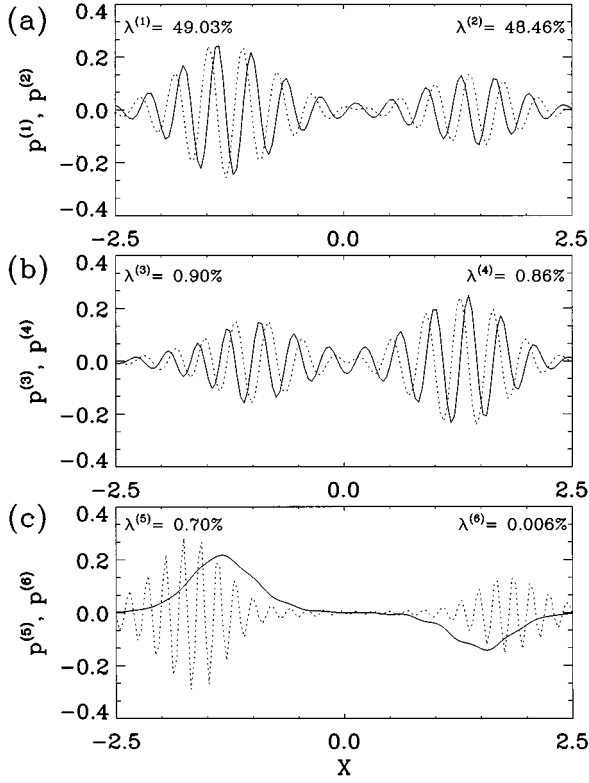 (a)
λ⁽¹⁾= 49.03%
λ⁽²⁾= 48.46%
p⁽¹⁾, p⁽²⁾
0.4
0.2
0.0
-0.2
-0.4
-2.5
0.0
2.5
(b)
λ⁽³⁾= 0.90%
λ⁽⁴⁾= 0.86%
p⁽³⁾, p⁽⁴⁾
0.4
0.2
0.0
-0.2
-0.4
-2.5
0.0
2.5
(c)
λ⁽⁵⁾= 0.70%
λ⁽⁶⁾= 0.006%
p⁽⁵⁾, p⁽⁶⁾
0.4
0.2
0.0
-0.2
-0.4
-2.5
0.0
2.5
X